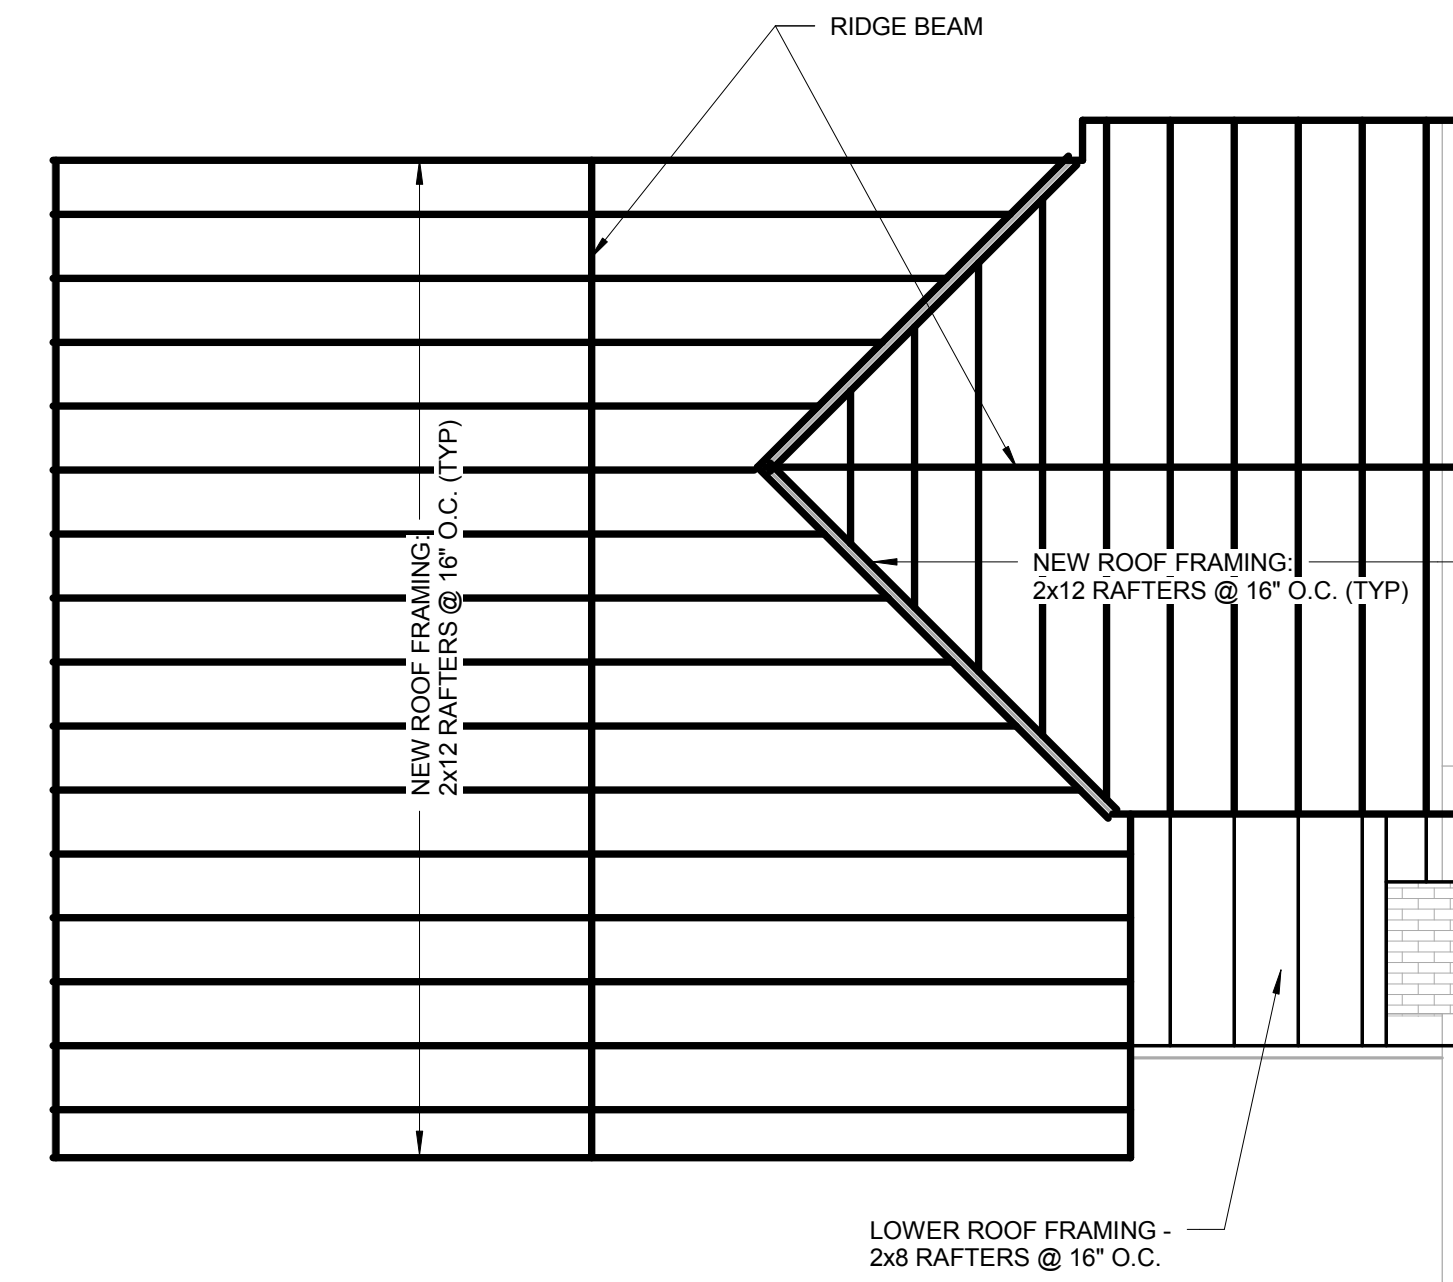 RIDGE BEAM
NEW ROOF FRAMING:
2x12 RAFTERS @ 16" O.C. (TYP)
NEW ROOF FRAMING:
2x12 RAFTERS @ 16" O.C. (TYP)
LOWER ROOF FRAMING -
2x8 RAFTERS @ 16" O.C.